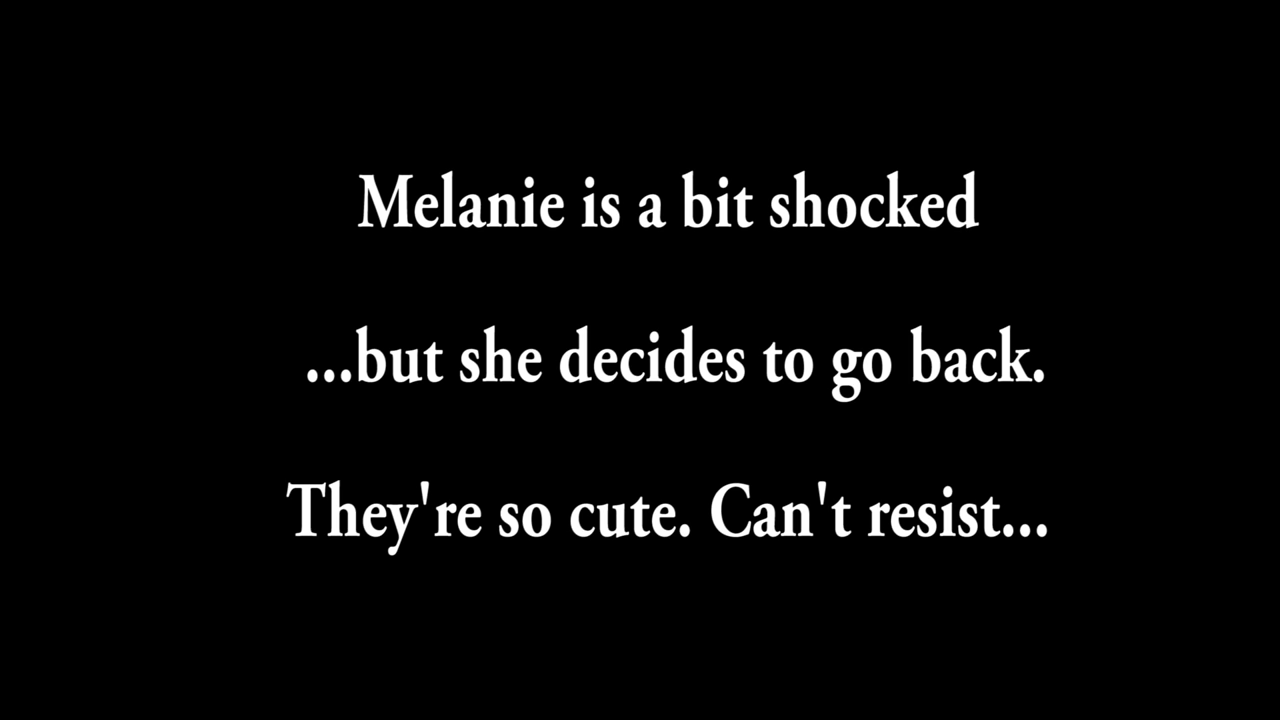 Melanie is a bit shocked
...but she decides to go back.
They're so cute. Can't resist...